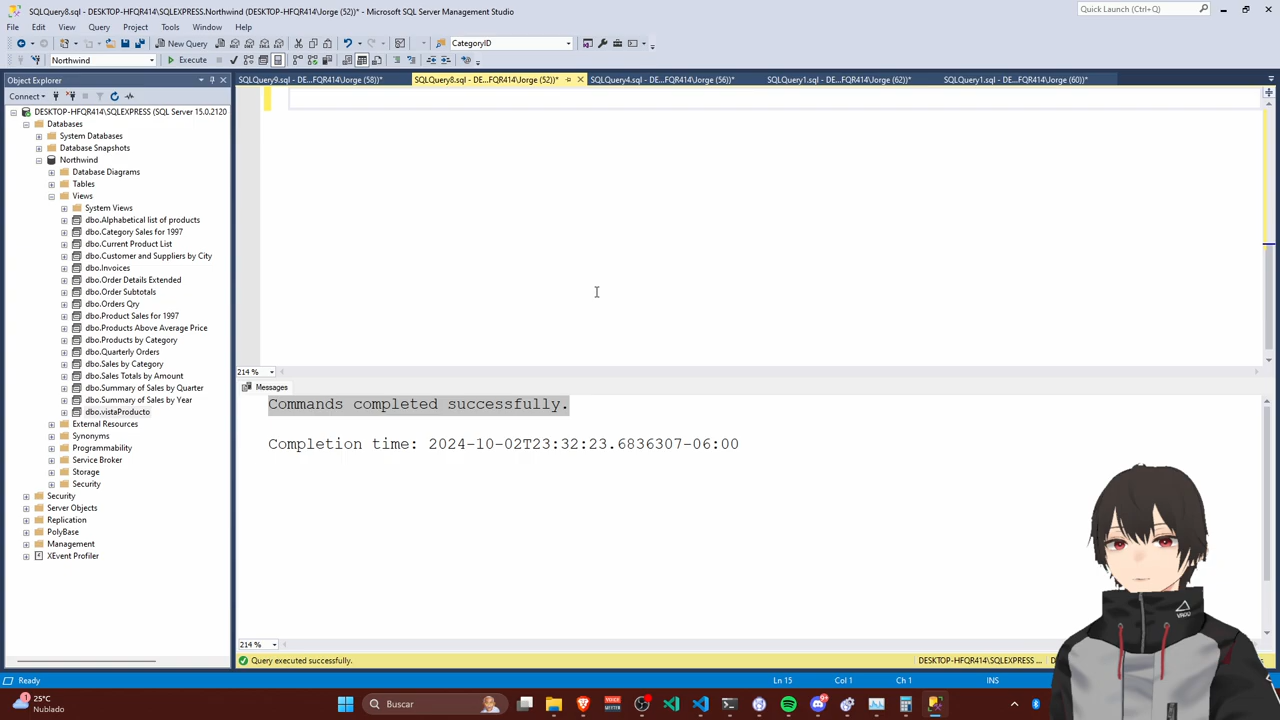 SQLQuery8.sql - DESKTOP-HFQR414\SQLEXPRESS.Northwind (DESKTOP-HFQR414\Jorge (52))* - Microsoft SQL Server Management Studio
Quick Launch (Ctrl+Q)
File Edit View Query Project Tools Window Help
New Query
CategoryID
Northwind
Execute
Object Explorer
SQLQuery9.sql - DE...FQR414\Jorge (58))*
SQLQuery8.sql - DE...FQR414\Jorge (52))*
SQLQuery4.sql - DE...FQR414\Jorge (56))*
SQLQuery1.sql - DE...FQR414\Jorge (62))*
SQLQuery1.sql - DE...FQR414\Jorge (60))*
Connect
DESKTOP-HFQR414\SQLEXPRESS (SQL Server 15.0.2120
Databases
System Databases
Database Snapshots
Northwind
Database Diagrams
Tables
Views
System Views
dbo.Alphabetical list of products
dbo.Category Sales for 1997
dbo.Current Product List
dbo.Customer and Suppliers by City
dbo.Invoices
dbo.Order Details Extended
dbo.Order Subtotals
dbo.Orders Qry
dbo.Product Sales for 1997
dbo.Products Above Average Price
dbo.Products by Category
dbo.Quarterly Orders
dbo.Sales by Category
dbo.Sales Totals by Amount
dbo.Summary of Sales by Quarter
dbo.Summary of Sales by Year
dbo.vistaProducto
External Resources
Synonyms
Programmability
Service Broker
Storage
Security
Security
Server Objects
Replication
PolyBase
Management
XEvent Profiler
214 %
Messages
Commands completed successfully.
Completion time: 2024-10-02T23:32:23.6836307-06:00
214 %
Query executed successfully.
DESKTOP-HFQR414\SQLEXPRESS ...
Ready
Ln 15
Col 1
Ch 1
INS
25°C
Nublado
Buscar